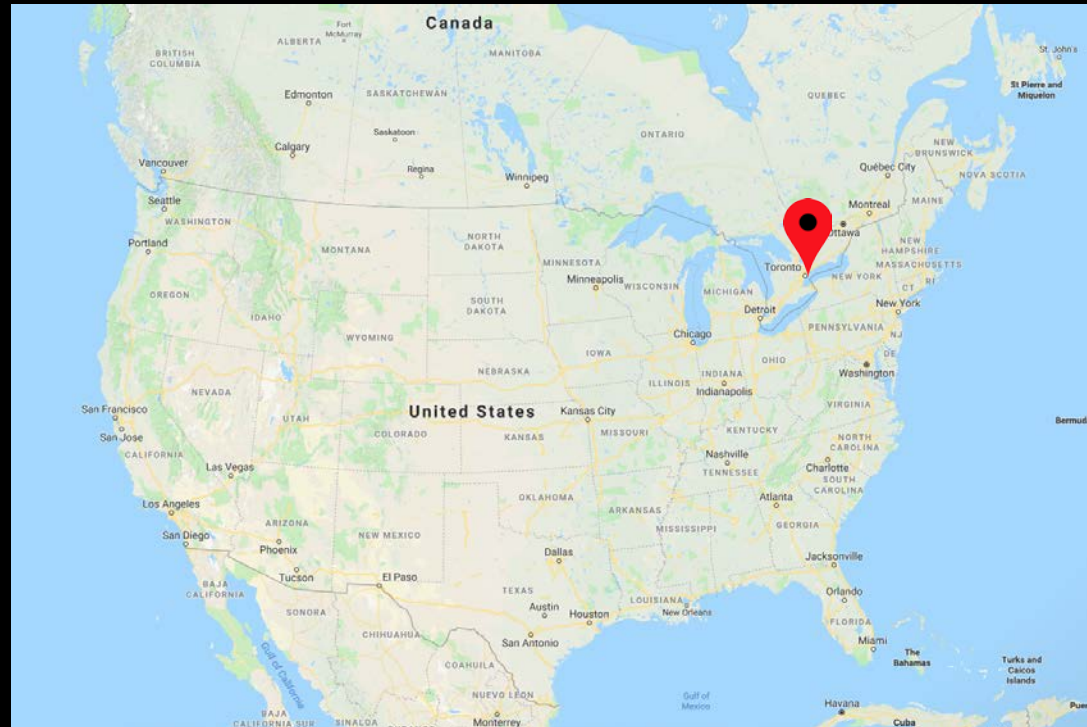 Canada
Fort
McMurray
ALBERTA
MANITOBA
BRITISH
COLUMBIA
St. John's
St Pierre and
Miquelon
Edmonton
SASKATCHEWAN
QUEBEC
Saskatoon
ONTARIO
Calgary
NEW
BRUNSWICK
Vancouver
Regina
Winnipeg
Québec City
NOVA SCOTIA
Seattle
Montreal
MAINE
WASHINGTON
ttawa
Portland
NORTH
DAKOTA
MONTANA
NEW
HAMPSHIRE
MINNESOTA
Toronto
MASSACHUSETTS
Minneapolis
WISCONSIN
MICHIGAN
NEW YORK
CT
RI
OREGON
SOUTH
DAKOTA
IDAHO
Detroit
New York
WYOMING
Chicago
PENNSYLVANIA
NJ
IOWA
OHIO
DE
NEBRASKA
INDIANA
Washington
ILLINOIS
Indianapolis
NEVADA
San Francisco
UTAH
United States
Kansas City
VIRGINIA
Bermud
San Jose
COLORADO
KANSAS
MISSOURI
KENTUCKY
NORTH
CAROLINA
CALIFORNIA
Las Vegas
Nashville
TENNESSEE
Charlotte
SOUTH
CAROLINA
Los Angeles
OKLAHOMA
ARKANSAS
Atlanta
ARIZONA
NEW MEXICO
MISSISSIPPI
GEORGIA
San Diego
Phoenix
Dallas
Jacksonville
Tucson
El Paso
BAJA
CALIFORNIA
TEXAS
LOUISIANA
Orlando
SONORA
Austin
Houston
New Orleans
FLORIDA
CHIHUAHUA
San Antonio
Miami
Gulf of California
The
Bahamas
COAHUILA
Turks and
Caicos
Islands
NUEVO LEON
Gulf of
Mexico
Havana
Puer
BAJA
CALIFORNIA SUR
SINALOA
Monterrey
Cuba